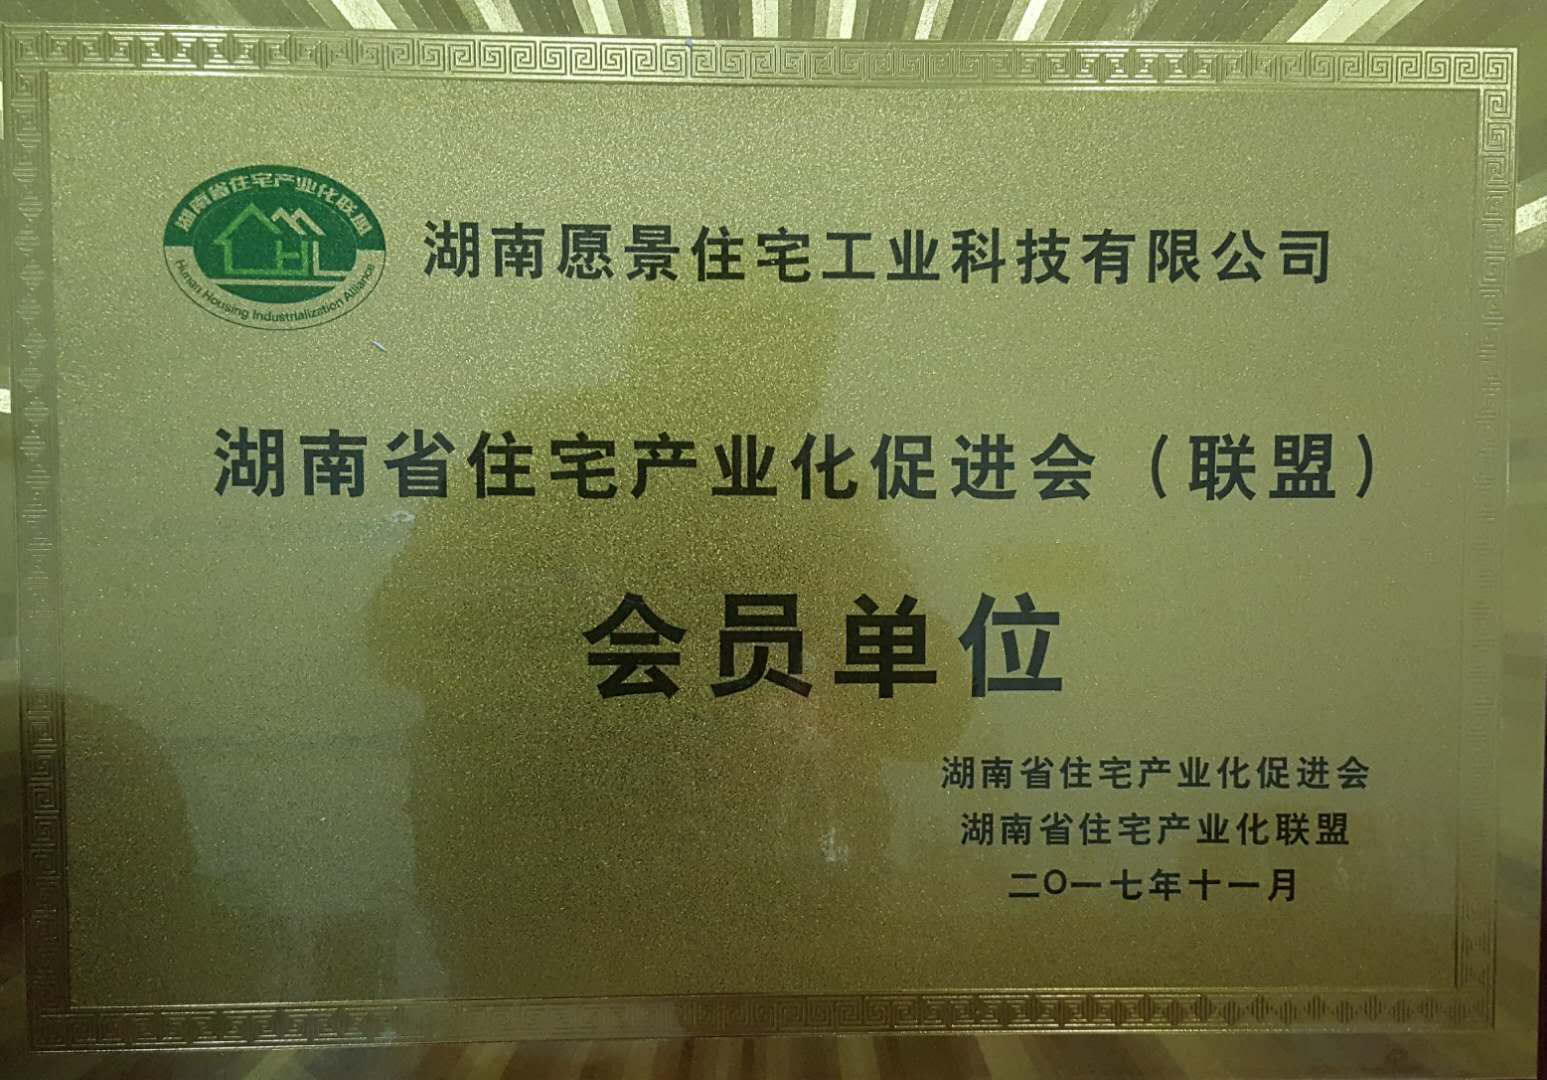 湖南省住宅产业化联盟
Hunan Housing Industrialization Alliance
湖南愿景住宅工业科技有限公司
湖南省住宅产业化促进会（联盟）
会员单位
湖南省住宅产业化促进会
湖南省住宅产业化联盟
二〇一七年十一月